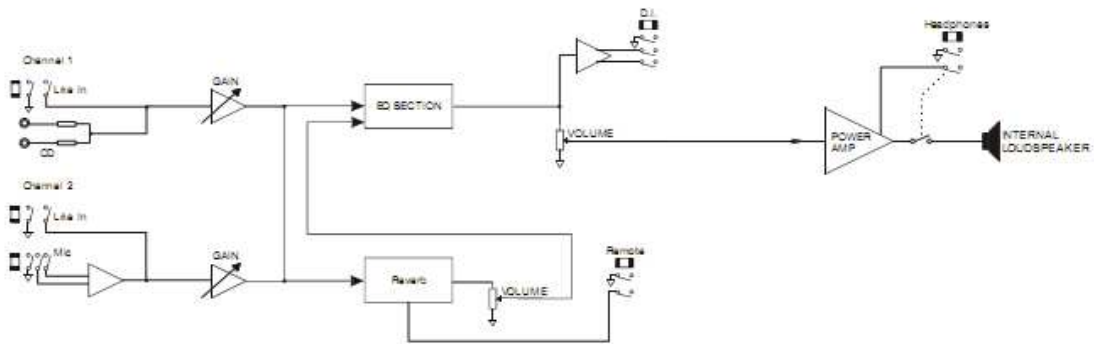 Channel 1
Line In
CD
GAIN
EQ SECTION
D.I.
VOLUME
Headphones
POWER
AMP
INTERNAL
LOUDSPEAKER
Channel 2
Line In
Mic
GAIN
Reverb
VOLUME
Remote